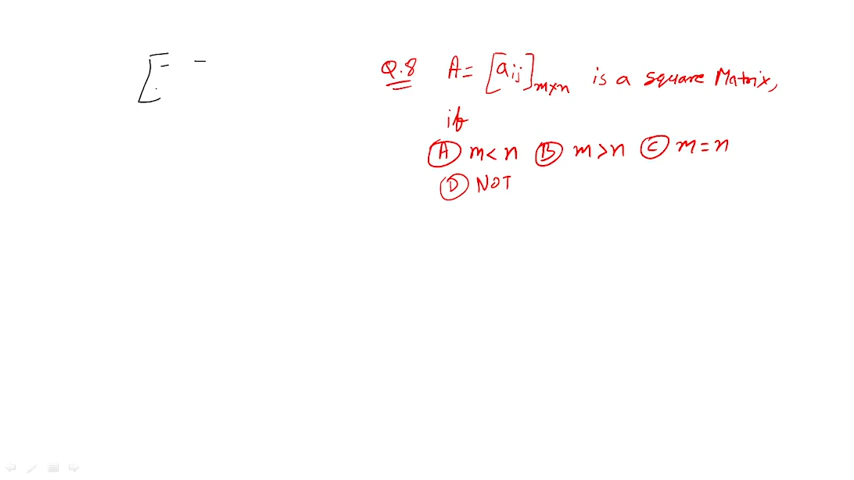 Q.8 A = [aij]m×n is a square Matrix,
if
(A) m < n (B) m > n (C) m = n
(D) NOT